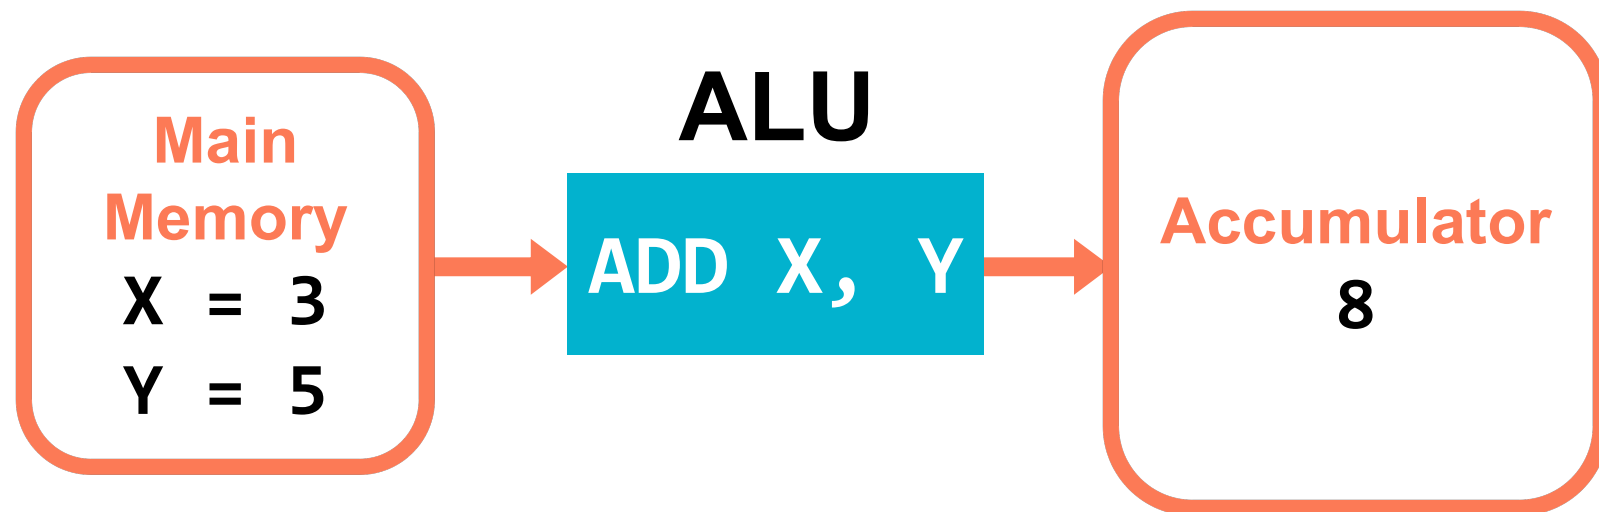 Main
Memory
X = 3
Y = 5
ALU
ADD X, Y
Accumulator
8